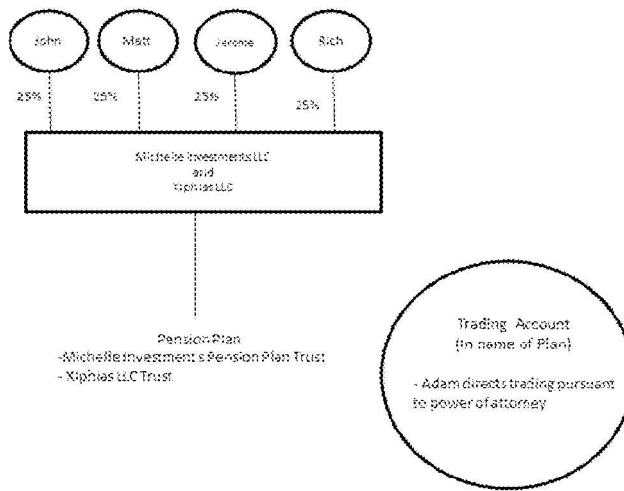 John Matt Jerome Rich
25% 25% 25% 25%
Michelle Investments LLC
and
Xiphias LLC
Pension Plan
-Michelle Investments Pension Plan Trust
- Xiphias LLC Trust
Trading Account
(In name of Plan)
- Adam directs trading pursuant
to power of attorney